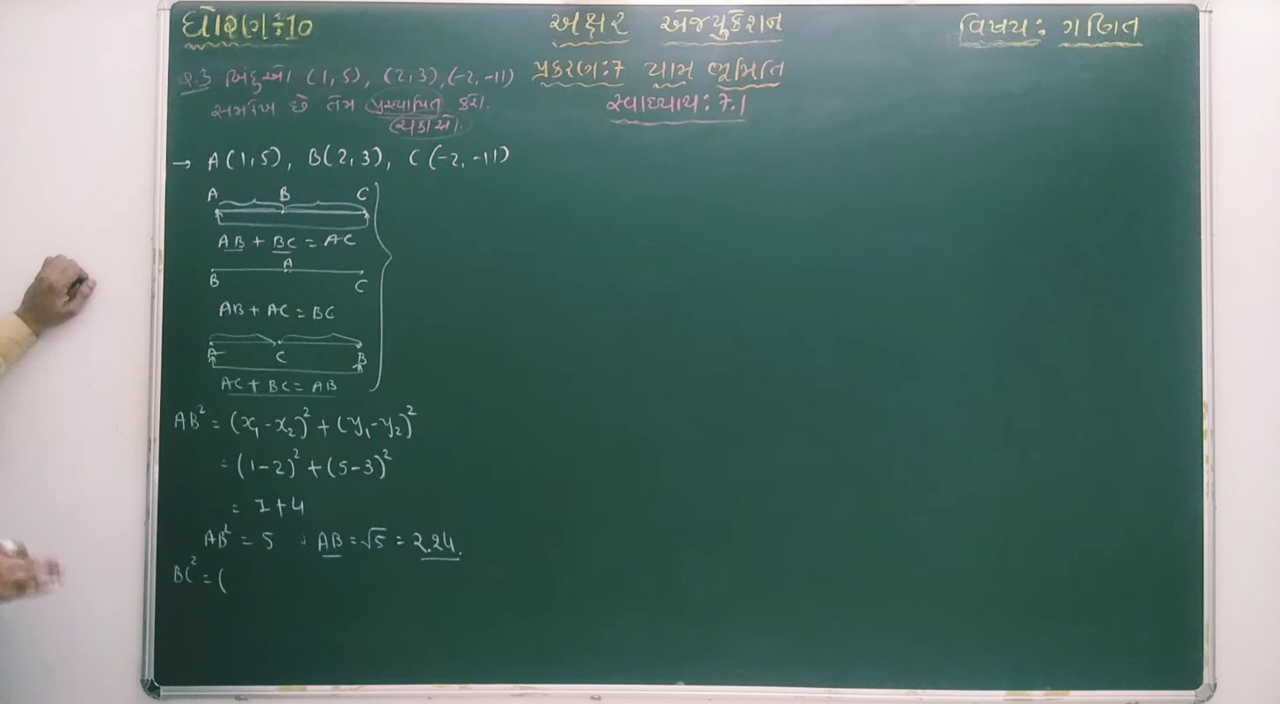 ધોરણઃ10
અક્ષર એજ્યુકેશન
વિષયઃ ગણિત
પ્રકરણઃ7 યામ ભૂમિતિ
સ્વાધ્યાયઃ 7.1
Q.3 બિંદુઓ (1,5), (2,3), (-2,-11)
સમરેખ છે તેમ પ્રસ્થાપિત કરો.
(ચકાસો).
→ A(1,5), B(2,3), C(-2,-11)
A B C
AB + BC = AC
A
B C
AB + AC = BC
A C B
AC + BC = AB
AB² = (x₁-x₂)² + (y₁-y₂)²
= (1-2)² + (5-3)²
= 1+4
AB² = 5 ∴ AB = √5 = 2.24.
BC² = (